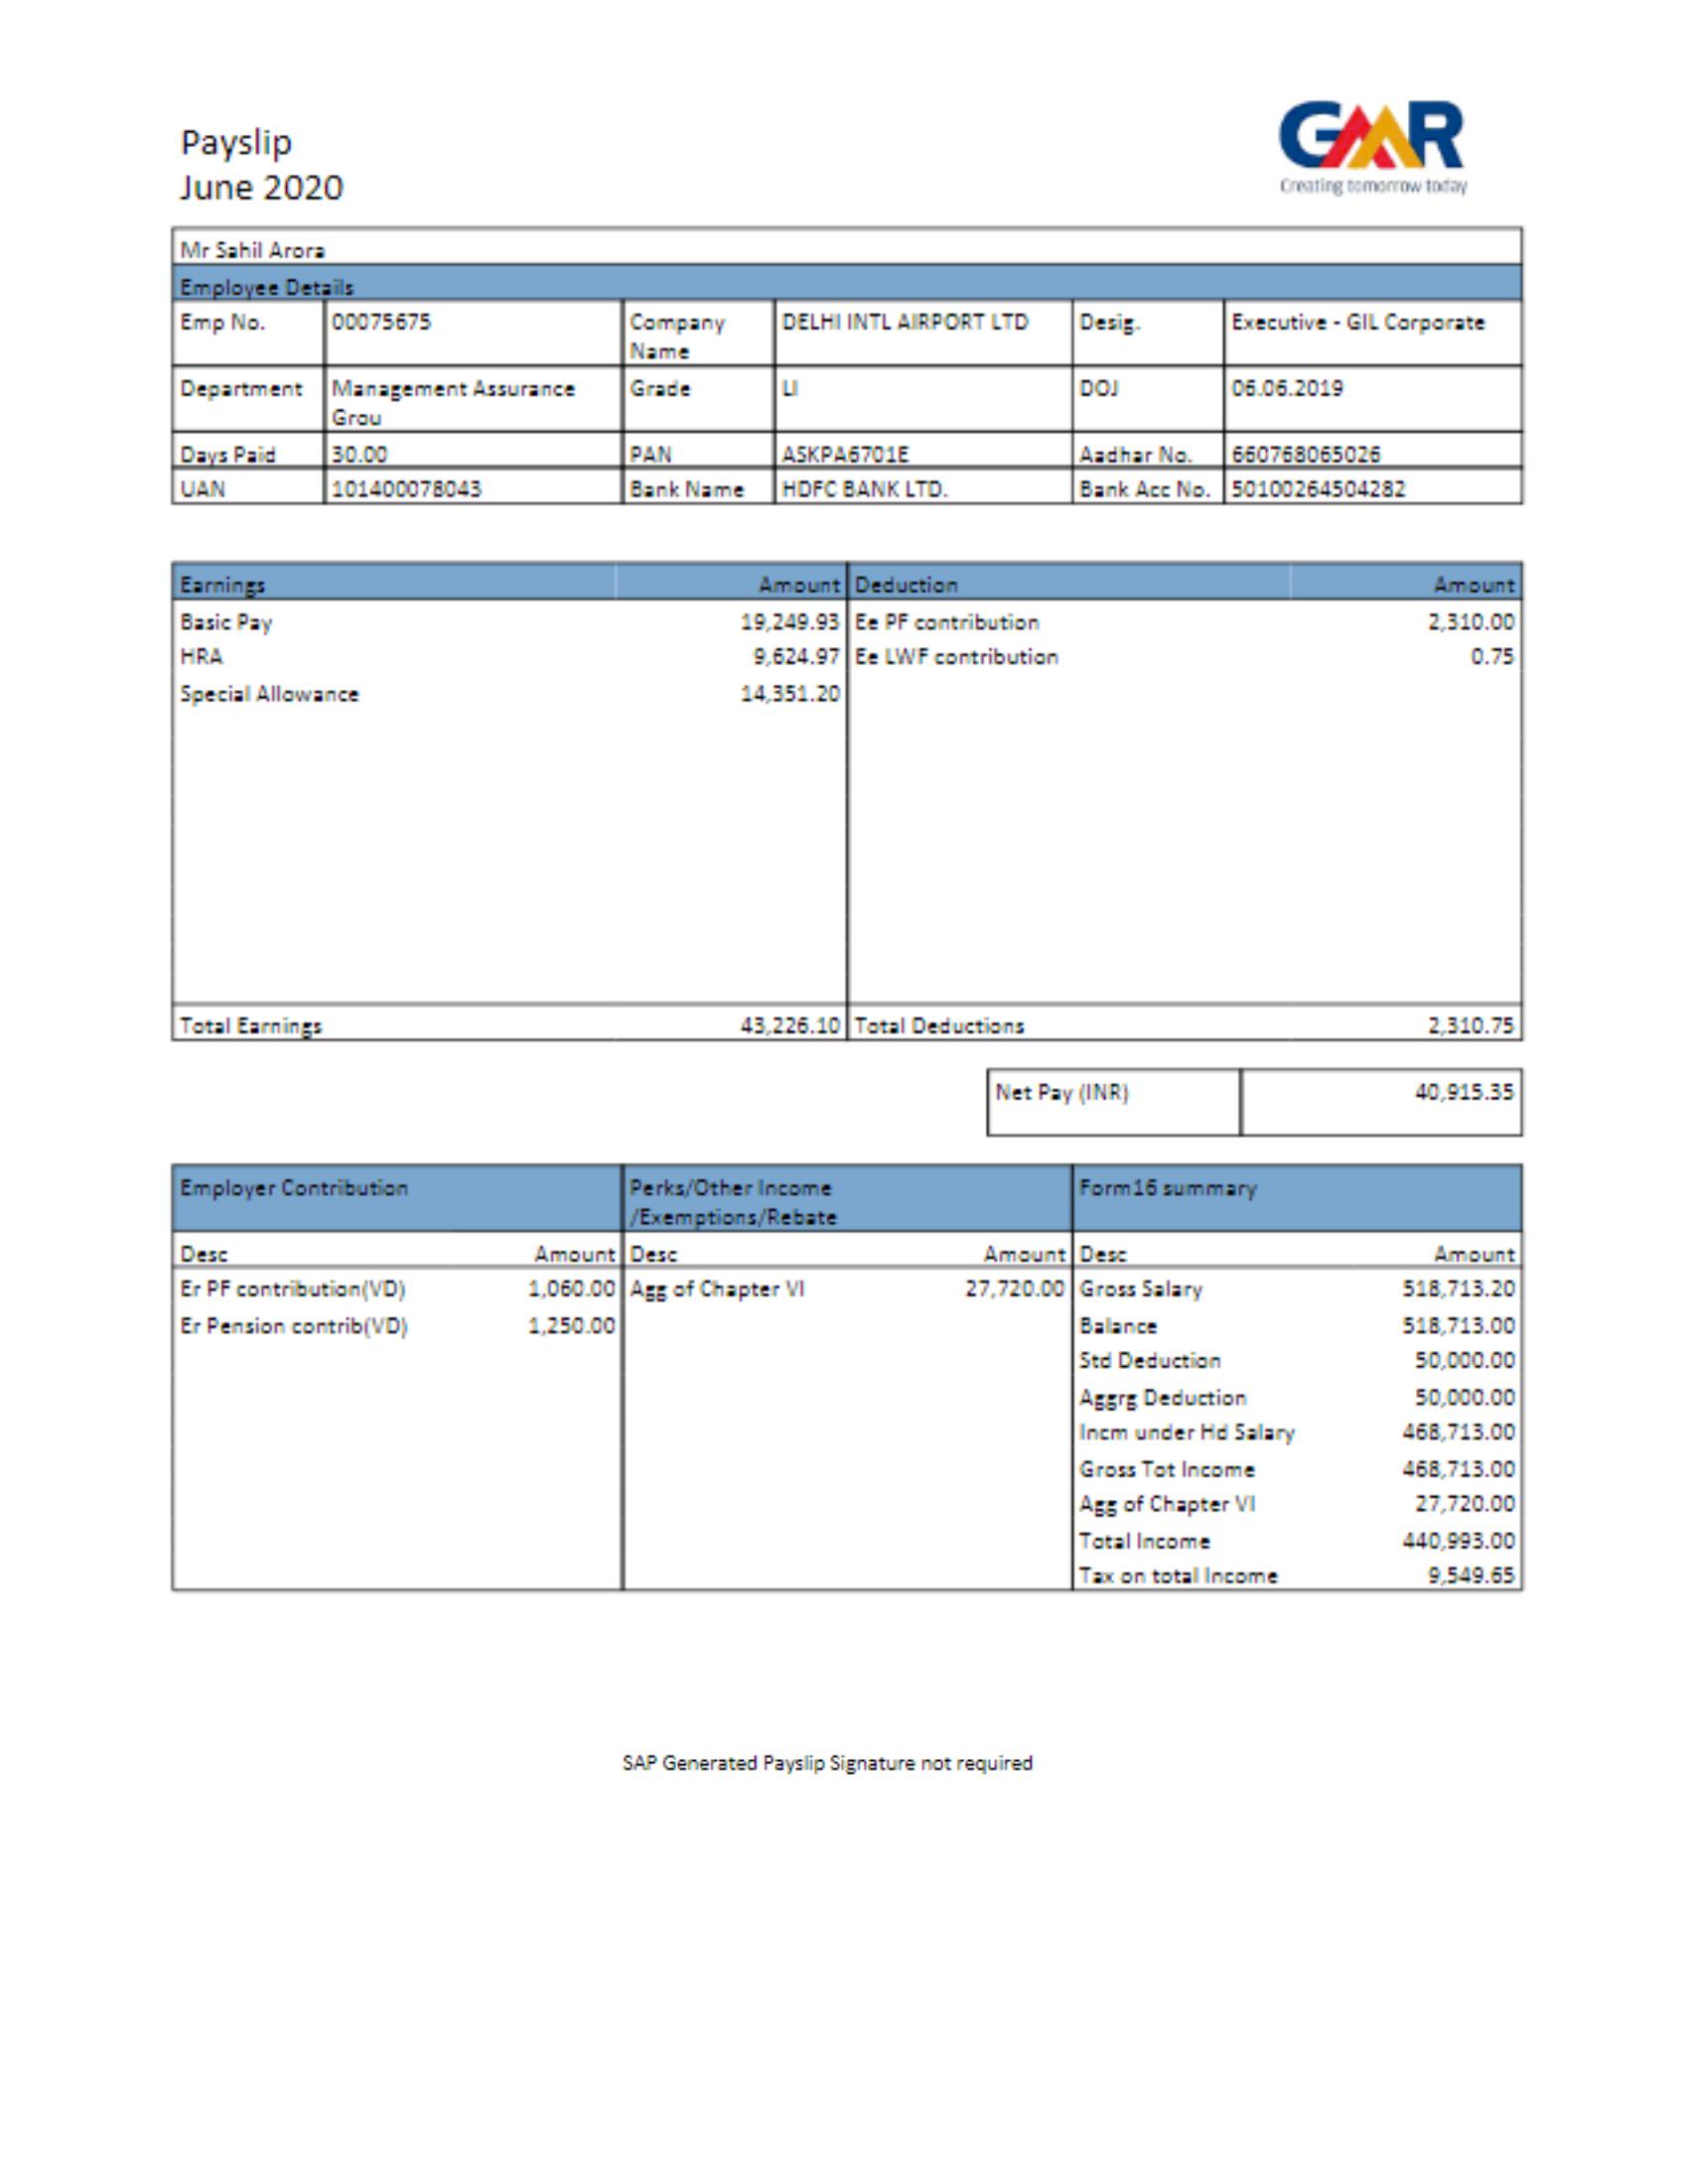 Payslip
June 2020
GMR
Creating tomorrow today
Mr Sahil Arora
Employee Details
Emp No. 00075675 Company Name DELHI INTL AIRPORT LTD Desig. Executive - GIL Corporate
Department Management Assurance Grou Grade LI DOJ 06.06.2019
Days Paid 30.00 PAN ASKPA6701E Aadhar No. 660768065026
UAN 101400078043 Bank Name HDFC BANK LTD. Bank Acc No. 50100264504282
Earnings Amount Deduction Amount
Basic Pay 19,249.93 Ee PF contribution 2,310.00
HRA 9,624.97 Ee LWF contribution 0.75
Special Allowance 14,351.20
Total Earnings 43,226.10 Total Deductions 2,310.75
Net Pay (INR) 40,915.35
Employer Contribution Perks/Other Income /Exemptions/Rebate Form16 summary
Desc Amount Desc Amount Desc Amount
Er PF contribution(VD) 1,060.00 Agg of Chapter VI 27,720.00 Gross Salary 518,713.20
Er Pension contrib(VD) 1,250.00 Balance 518,713.00
Std Deduction 50,000.00
Aggrg Deduction 50,000.00
Incm under Hd Salary 468,713.00
Gross Tot Income 468,713.00
Agg of Chapter VI 27,720.00
Total Income 440,993.00
Tax on total Income 9,549.65
SAP Generated Payslip Signature not required